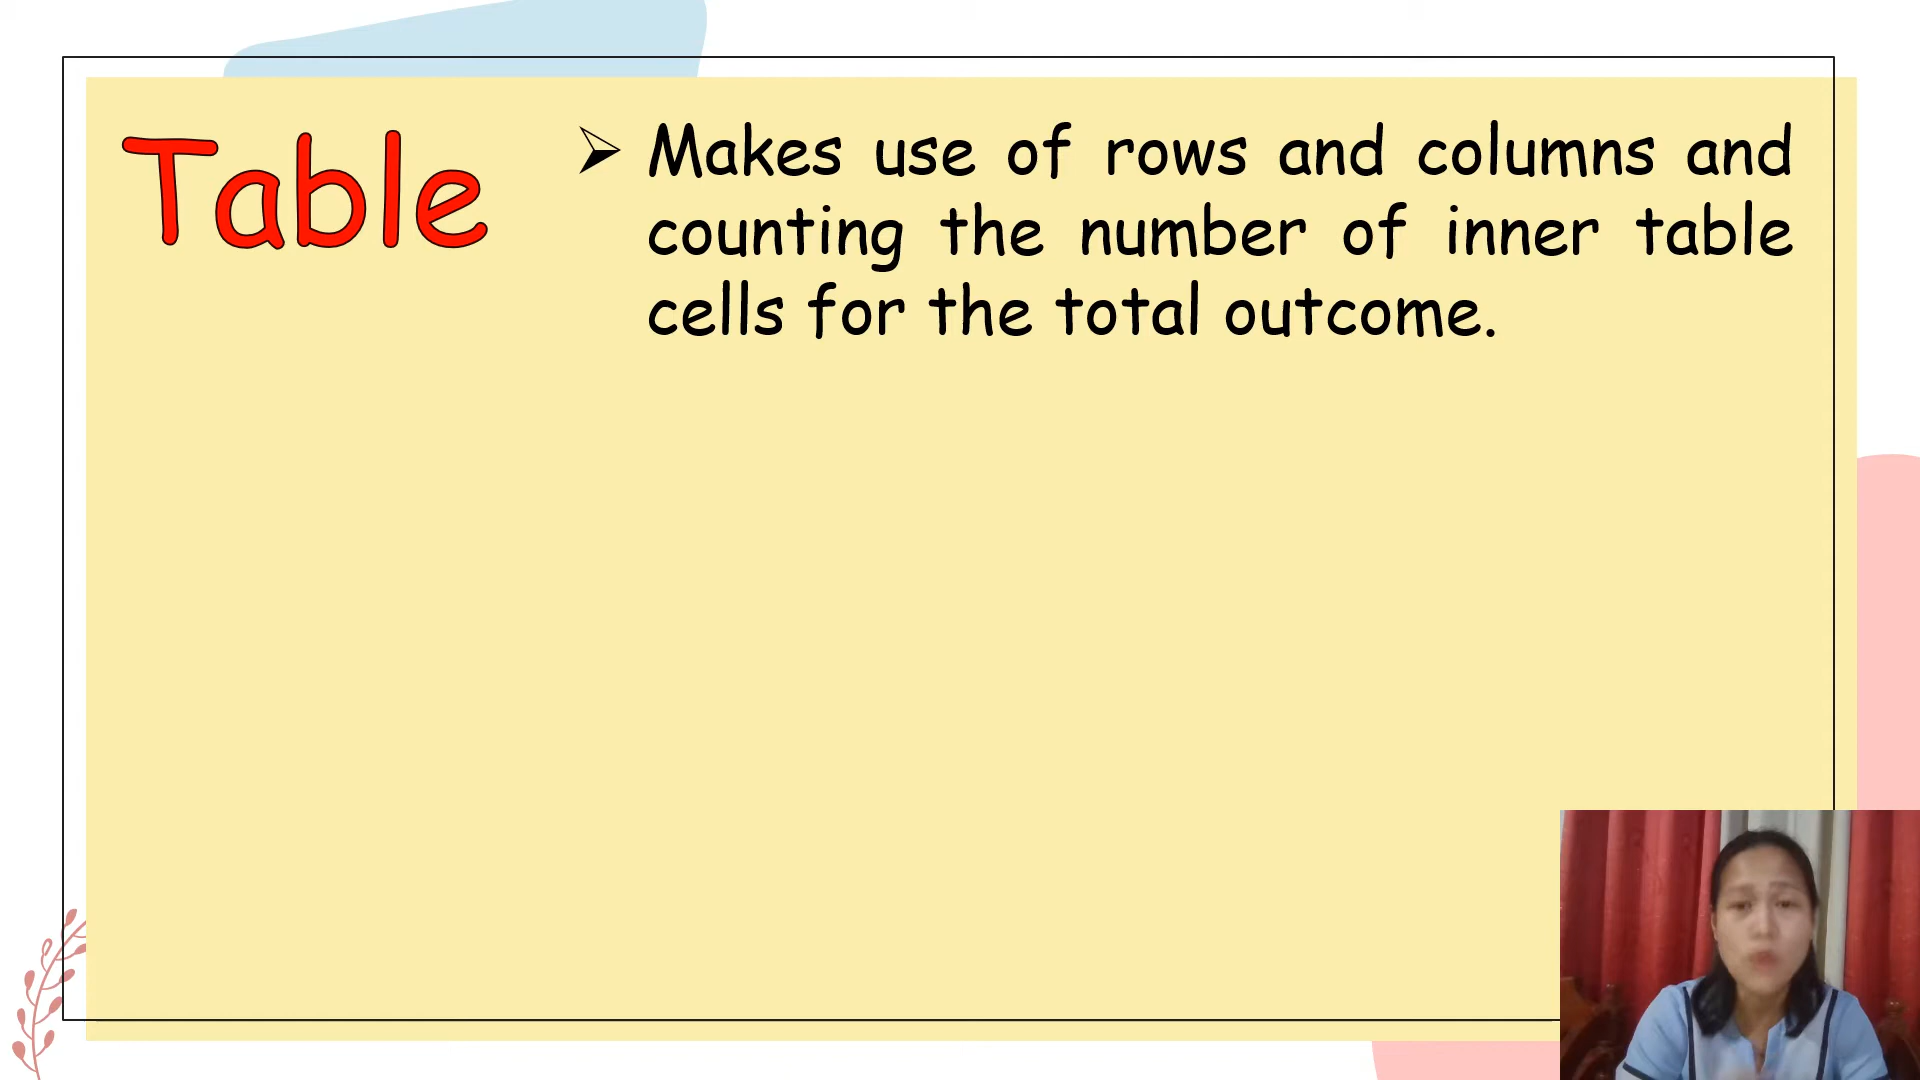 Table
Makes use of rows and columns and
counting the number of inner table
cells for the total outcome.